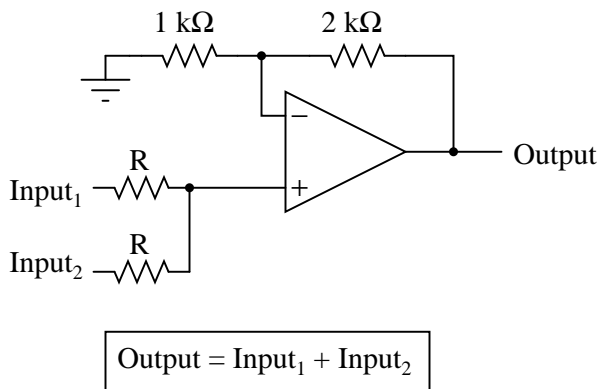 1 kΩ 2 kΩ
−
+
Output
R
Input₁
R
Input₂
Output = Input₁ + Input₂